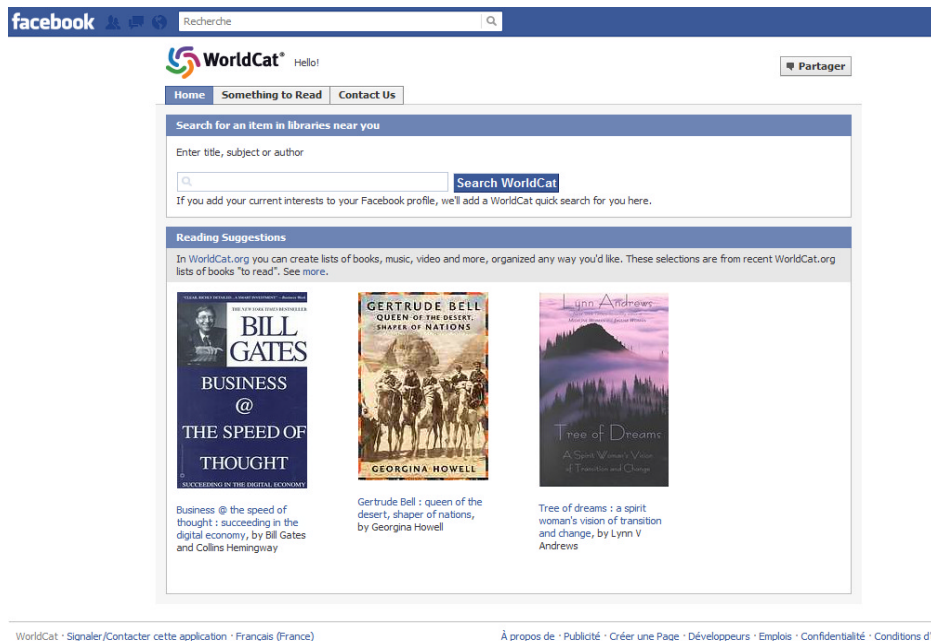 facebook
Recherche
WorldCat® Hello!
Partager
Home Something to Read Contact Us
Search for an item in libraries near you
Enter title, subject or author
Search WorldCat
If you add your current interests to your Facebook profile, we'll add a WorldCat quick search for you here.
Reading Suggestions
In WorldCat.org you can create lists of books, music, video and more, organized any way you'd like. These selections are from recent WorldCat.org
lists of books "to read". See more.
THE NEW YORK TIMES BESTSELLER
BILL
GATES
BUSINESS
@
THE SPEED OF
THOUGHT
SUCCEEDING IN THE DIGITAL ECONOMY
Business @ the speed of
thought : succeeding in the
digital economy, by Bill Gates
and Collins Hemingway
GERTRUDE BELL
QUEEN OF THE DESERT,
SHAPER OF NATIONS
GEORGINA HOWELL
Gertrude Bell : queen of the
desert, shaper of nations,
by Georgina Howell
Lynn Andrews
Tree of Dreams
A Spirit Woman's Vision
of Transition and Change
Tree of dreams : a spirit
woman's vision of transition
and change, by Lynn V
Andrews
WorldCat · Signaler/Contacter cette application · Français (France)
À propos de · Publicité · Créer une Page · Développeurs · Emplois · Confidentialité · Conditions d